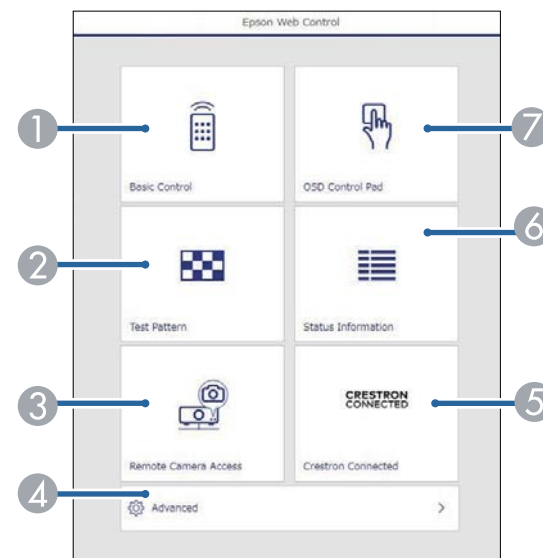 Epson Web Control
1
7
Basic Control
OSD Control Pad
2
6
Test Pattern
Status Information
3
CRESTRON
CONNECTED
5
Remote Camera Access
Crestron Connected
4
Advanced